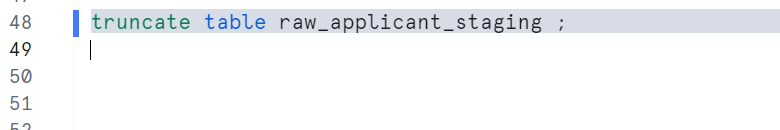 48 truncate table raw_applicant_staging ;
49
50
51